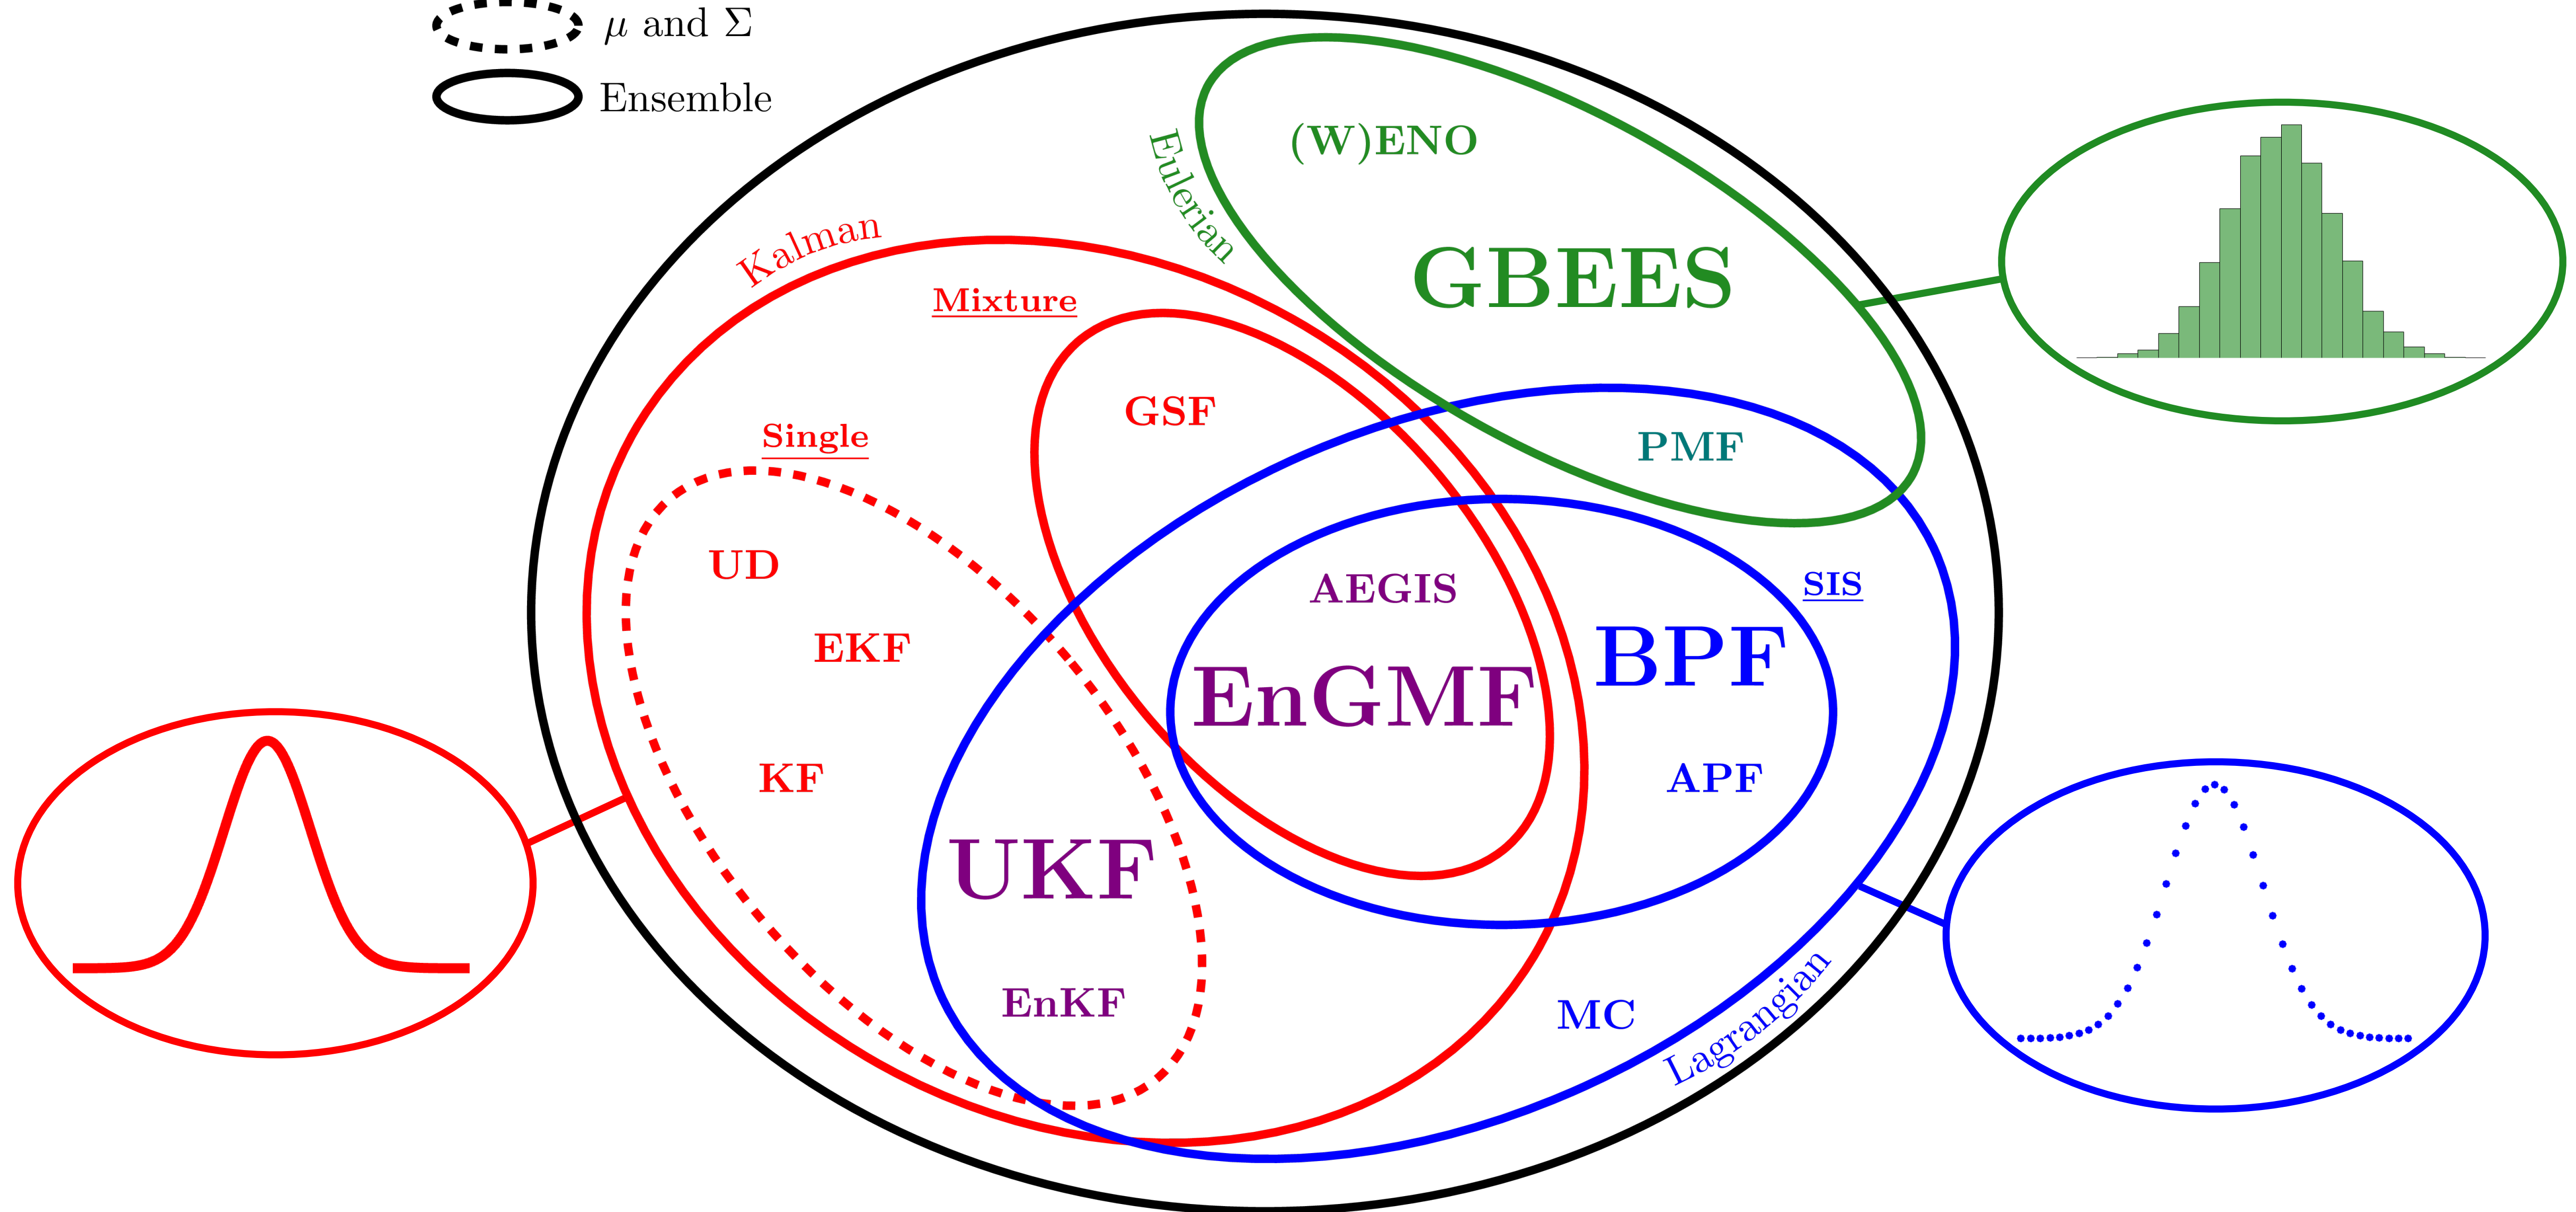 μ and Σ
Ensemble
(W)ENO
Eulerian
Kalman
GBEES
Mixture
GSF
Single
PMF
UD
AEGIS
SIS
EKF
BPF
EnGMF
KF
APF
UKF
EnKF
MC
Lagrangian